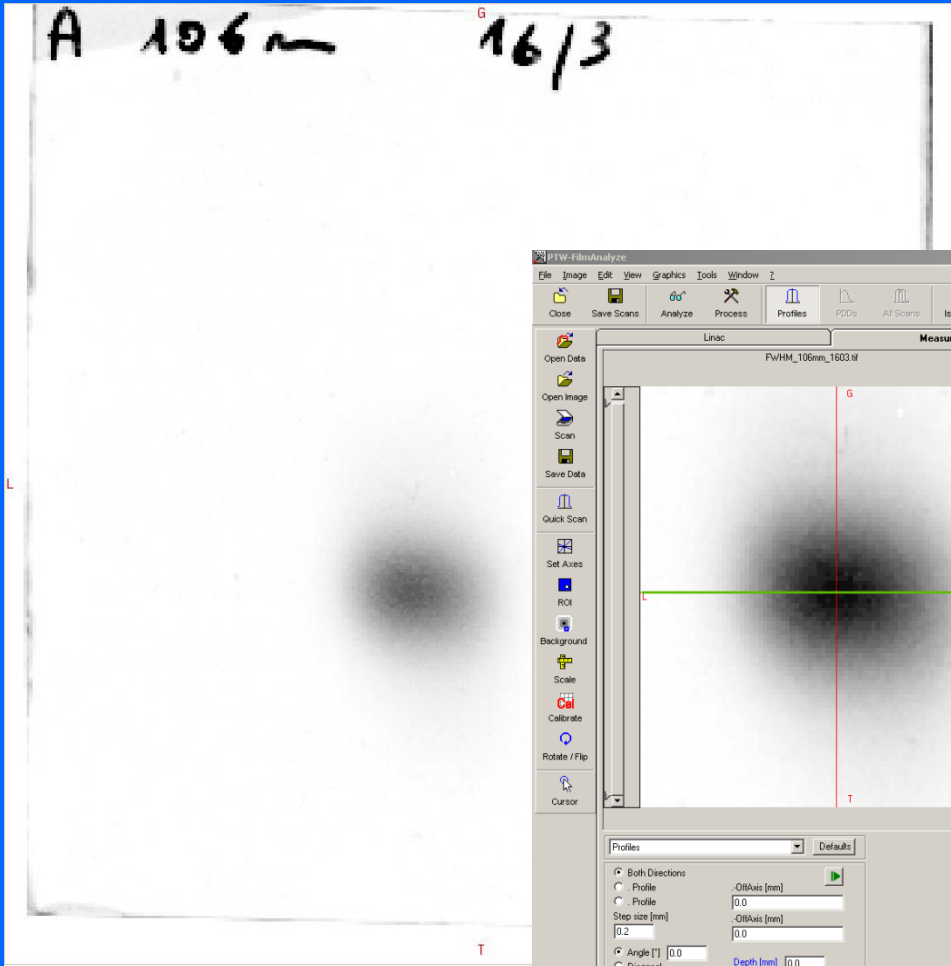 A 106 m 16/3
G
L
T
PTW-FilmAnalyze
File Image Edit View Graphics Tools Window ?
Close Save Scans Analyze Process Profiles PDDs All Scans Is
Linac Measu
FWHM_106mm_1603.tif
Open Data
Open Image
Scan
Save Data
Quick Scan
Set Axes
ROI
Background
Scale
Cal
Calibrate
Rotate / Flip
Cursor
G
L
T
Profiles Defaults
Both Directions
. Profile .-OffAxis [mm]
. Profile 0.0
Step size [mm] .-OffAxis [mm]
0.2 0.0
Angle [°] 0.0
Diagonal Depth [mm] 0.0